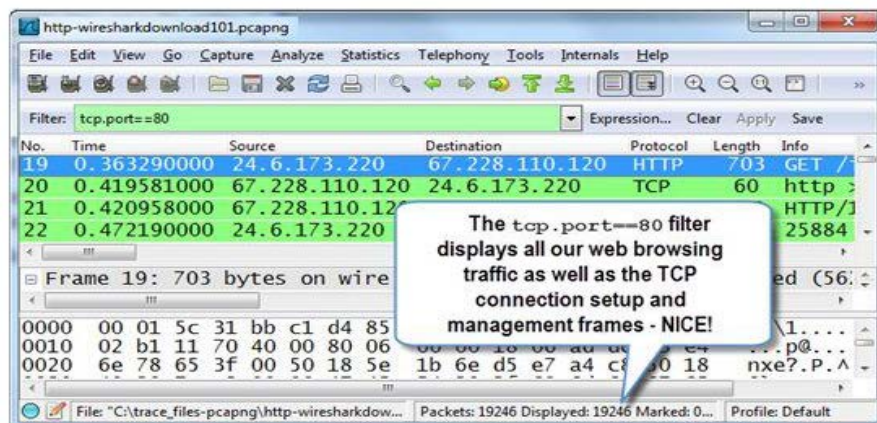 http-wiresharkdownload101.pcapng
File Edit View Go Capture Analyze Statistics Telephony Tools Internals Help
Filter: tcp.port==80 Expression... Clear Apply Save
No. Time Source Destination Protocol Length Info
19 0.363290000 24.6.173.220 67.228.110.120 HTTP 703 GET /
20 0.419581000 67.228.110.120 24.6.173.220 TCP 60 http >
21 0.420958000 67.228.110.12 HTTP/1
22 0.472190000 24.6.173.220 25884
The tcp.port==80 filter
displays all our web browsing
traffic as well as the TCP
connection setup and
management frames - NICE!
Frame 19: 703 bytes on wire ed (562
0000 00 01 5c 31 bb c1 d4 85 \1....
0010 02 b1 11 70 40 00 80 06 ...p@...
0020 6e 78 65 3f 00 50 18 5e 1b 6e d5 e7 a4 c8 50 18 nxe?.P.^
File: "C:\trace_files-pcapng\http-wiresharkdow... Packets: 19246 Displayed: 19246 Marked: 0... Profile: Default